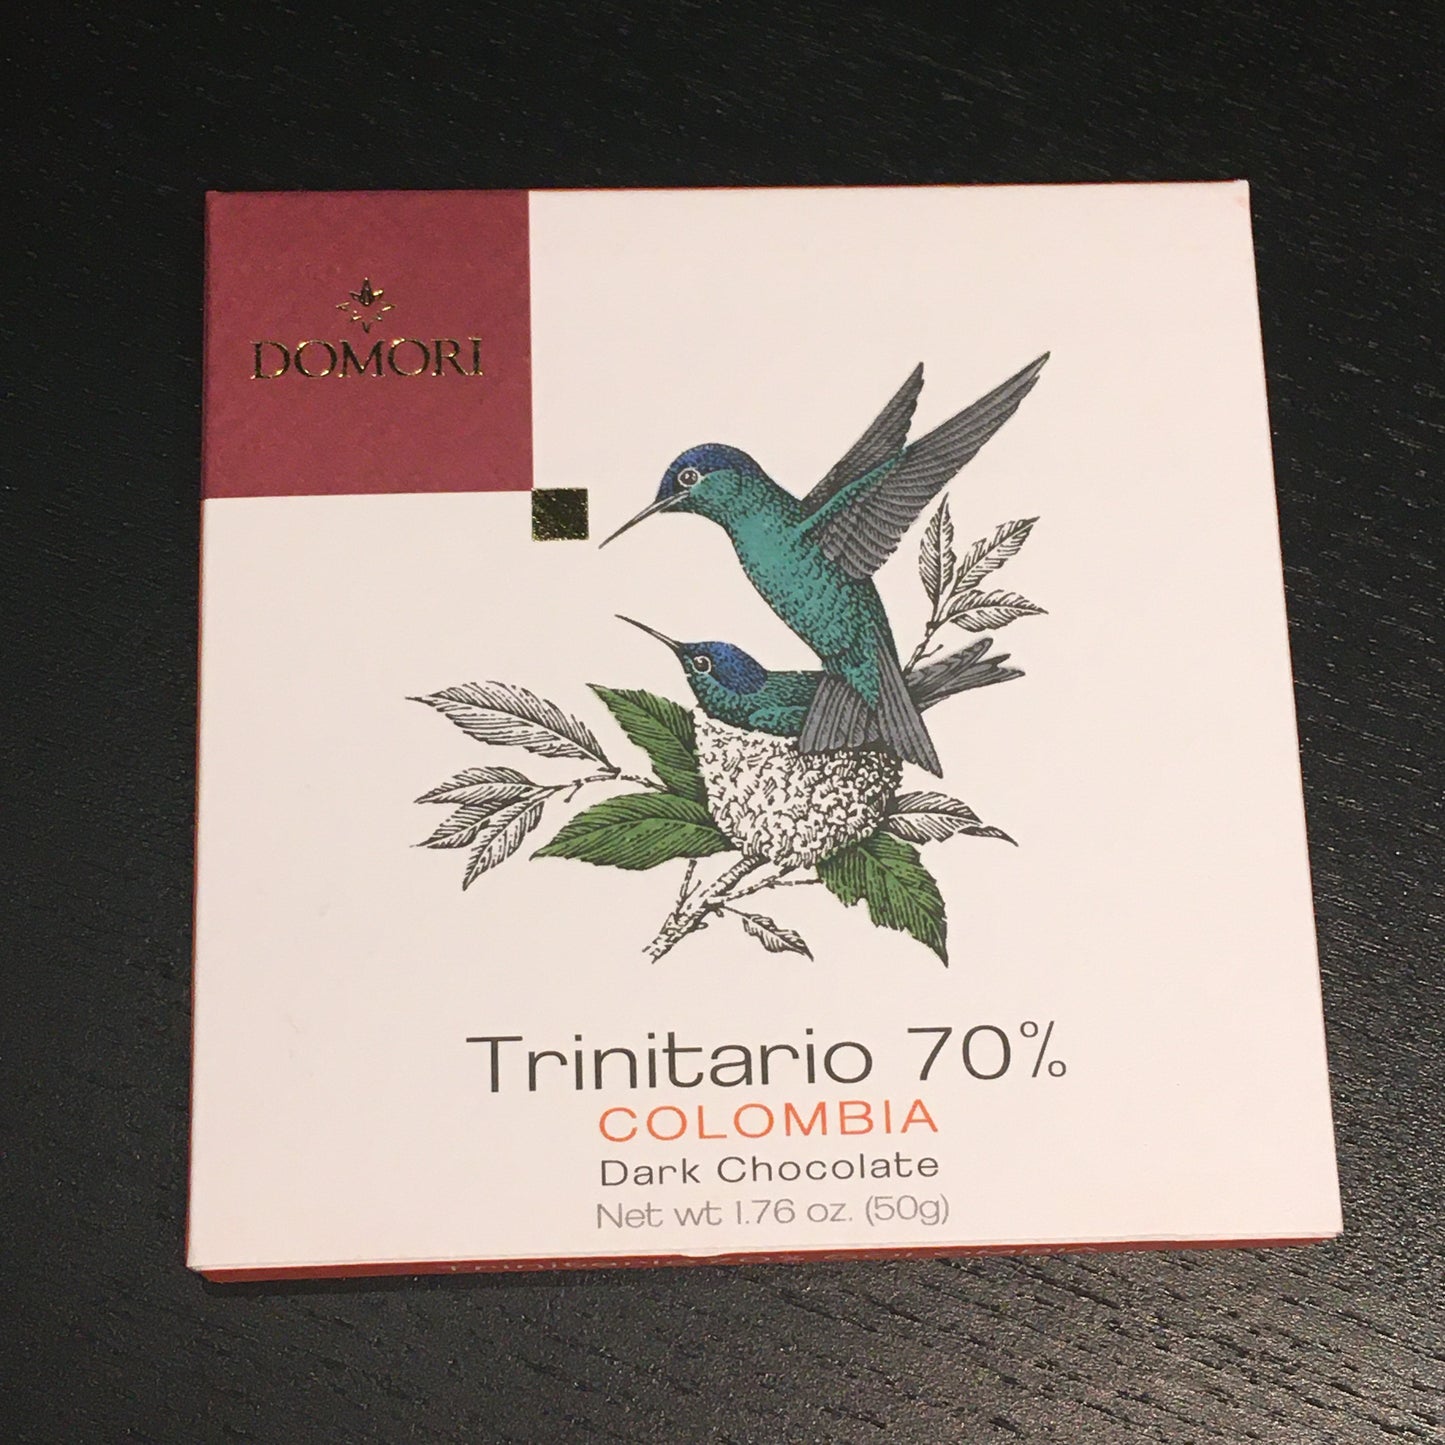 DOMORI
Trinitario 70%
COLOMBIA
Dark Chocolate
Net wt 1.76 oz. (50g)